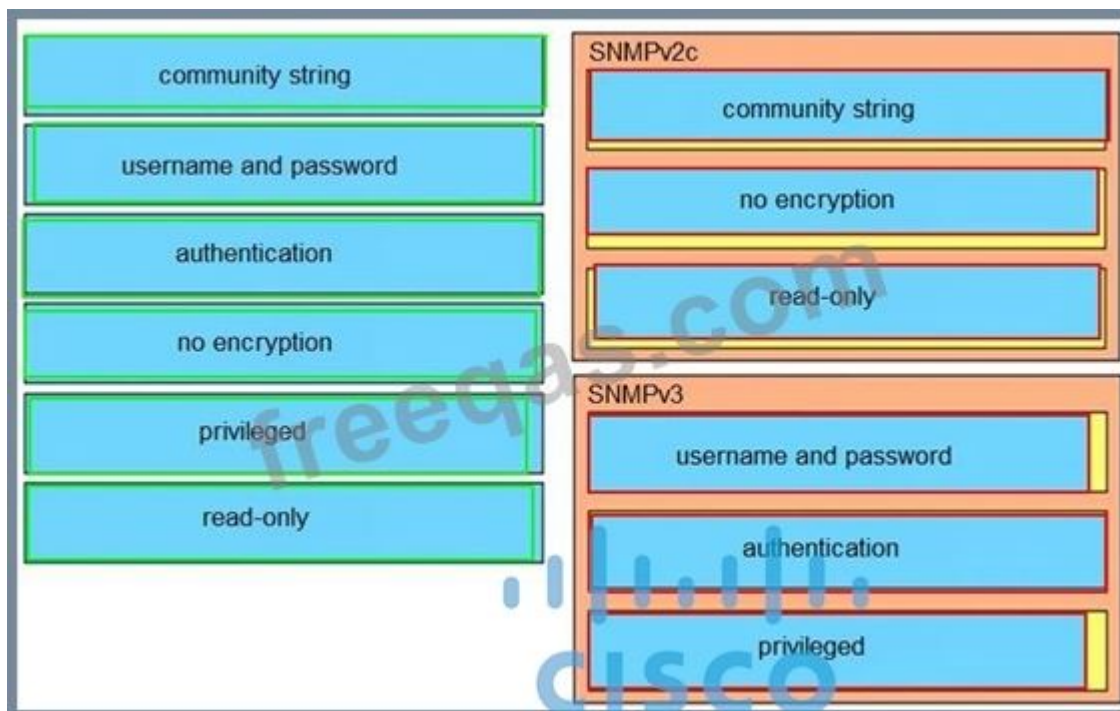 community string
username and password
authentication
no encryption
privileged
read-only
SNMPv2c
community string
no encryption
read-only
SNMPv3
username and password
authentication
privileged
freeqas.com
CISCO